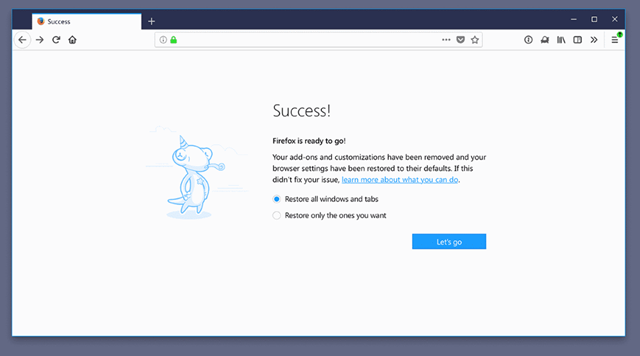 Success
Success!
Firefox is ready to go!
Your add-ons and customizations have been removed and your
browser settings have been restored to their defaults. If this
didn't fix your issue, learn more about what you can do.
Restore all windows and tabs
Restore only the ones you want
Let's go